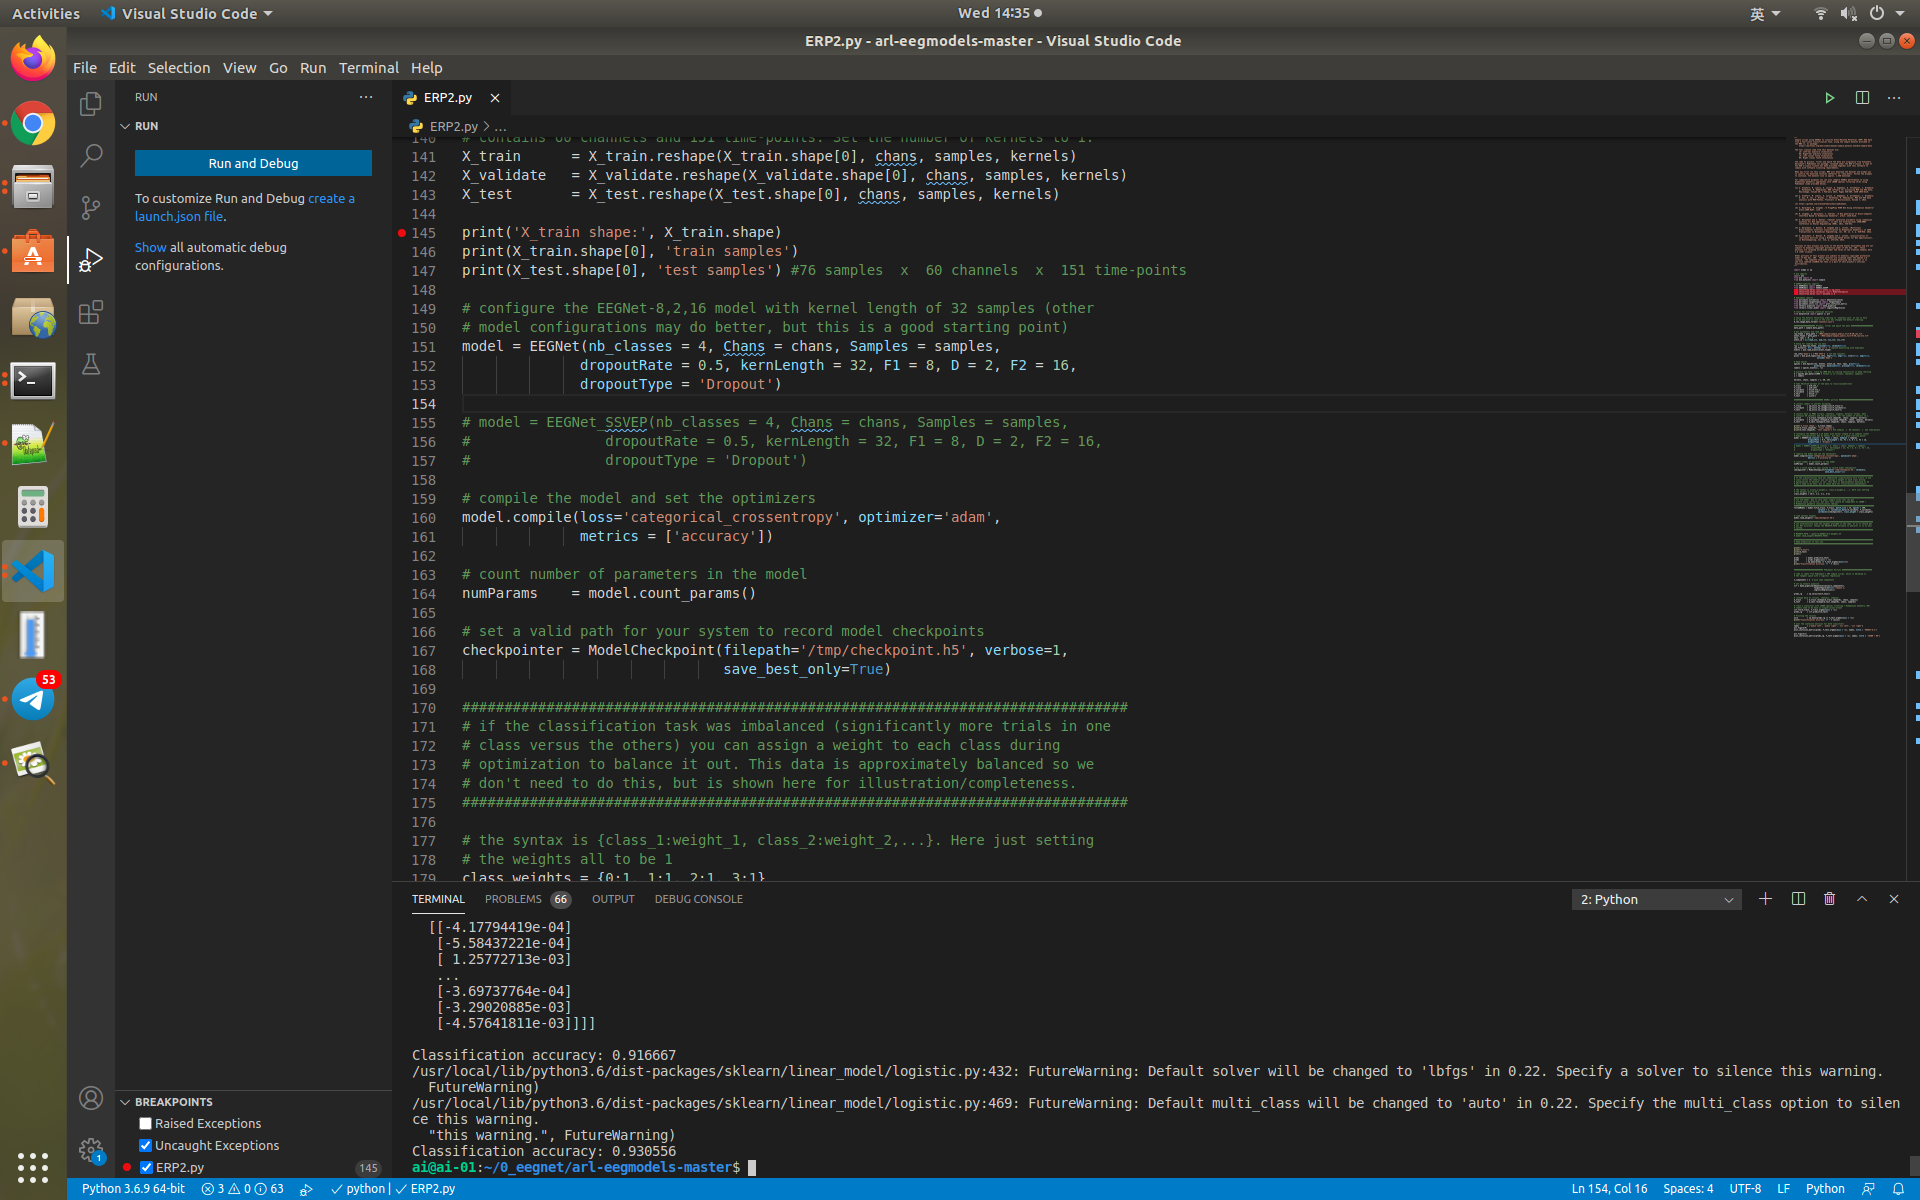 Activities
Visual Studio Code
Wed 14:35
英
ERP2.py - arl-eegmodels-master - Visual Studio Code
File Edit Selection View Go Run Terminal Help
RUN
RUN
Run and Debug
To customize Run and Debug create a
launch.json file.
Show all automatic debug
configurations.
53
ERP2.py
ERP2.py > ...
140 # contains 60 channels and 151 time-points. Set the number of kernels to 1.
141 X_train      = X_train.reshape(X_train.shape[0], chans, samples, kernels)
142 X_validate   = X_validate.reshape(X_validate.shape[0], chans, samples, kernels)
143 X_test       = X_test.reshape(X_test.shape[0], chans, samples, kernels)
144
145 print('X_train shape:', X_train.shape)
146 print(X_train.shape[0], 'train samples')
147 print(X_test.shape[0], 'test samples') #76 samples  x  60 channels  x  151 time-points
148
149 # configure the EEGNet-8,2,16 model with kernel length of 32 samples (other
150 # model configurations may do better, but this is a good starting point)
151 model = EEGNet(nb_classes = 4, Chans = chans, Samples = samples,
152               dropoutRate = 0.5, kernLength = 32, F1 = 8, D = 2, F2 = 16,
153               dropoutType = 'Dropout')
154
155 # model = EEGNet_SSVEP(nb_classes = 4, Chans = chans, Samples = samples,
156 #                dropoutRate = 0.5, kernLength = 32, F1 = 8, D = 2, F2 = 16,
157 #                dropoutType = 'Dropout')
158
159 # compile the model and set the optimizers
160 model.compile(loss='categorical_crossentropy', optimizer='adam',
161               metrics = ['accuracy'])
162
163 # count number of parameters in the model
164 numParams    = model.count_params()
165
166 # set a valid path for your system to record model checkpoints
167 checkpointer = ModelCheckpoint(filepath='/tmp/checkpoint.h5', verbose=1,
168                                save_best_only=True)
169
170 ###############################################################################
171 # if the classification task was imbalanced (significantly more trials in one
172 # class versus the others) you can assign a weight to each class during
173 # optimization to balance it out. This data is approximately balanced so we
174 # don't need to do this, but is shown here for illustration/completeness.
175 ###############################################################################
176
177 # the syntax is {class_1:weight_1, class_2:weight_2,...}. Here just setting
178 # the weights all to be 1
179 class_weights = {0:1, 1:1, 2:1, 3:1}
TERMINAL PROBLEMS 66 OUTPUT DEBUG CONSOLE
2: Python
[[-4.17794419e-04]
[-5.58437221e-04]
[ 1.25772713e-03]
...
[-3.69737764e-04]
[-3.29020885e-03]
[-4.57641811e-03]]]]
Classification accuracy: 0.916667
/usr/local/lib/python3.6/dist-packages/sklearn/linear_model/logistic.py:432: FutureWarning: Default solver will be changed to 'lbfgs' in 0.22. Specify a solver to silence this warning.
FutureWarning)
/usr/local/lib/python3.6/dist-packages/sklearn/linear_model/logistic.py:469: FutureWarning: Default multi_class will be changed to 'auto' in 0.22. Specify the multi_class option to silen
ce this warning.
"this warning.", FutureWarning)
Classification accuracy: 0.930556
ai@ai-01:~/0_eegnet/arl-eegmodels-master$
BREAKPOINTS
Raised Exceptions
Uncaught Exceptions
ERP2.py 145
1
Python 3.6.9 64-bit 3 0 63 python | ERP2.py
Ln 154, Col 16 Spaces: 4 UTF-8 LF Python